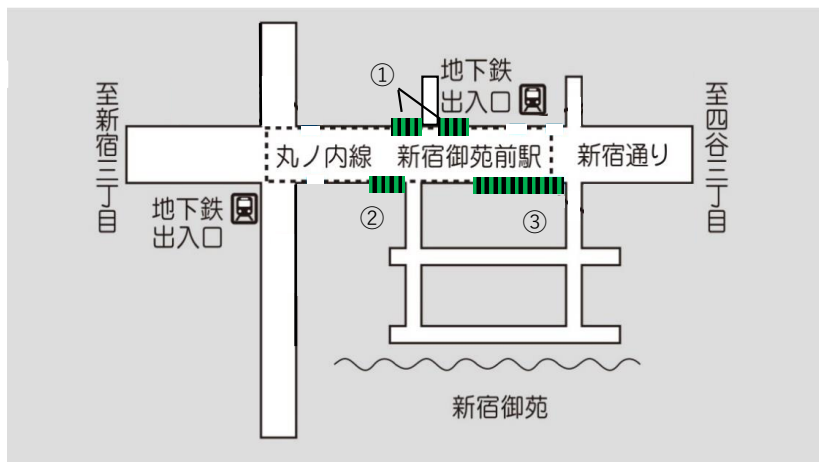 ①
地下鉄
出入口
至新宿三丁目
至四谷三丁目
丸ノ内線 新宿御苑前駅 新宿通り
地下鉄
出入口
②
③
新宿御苑